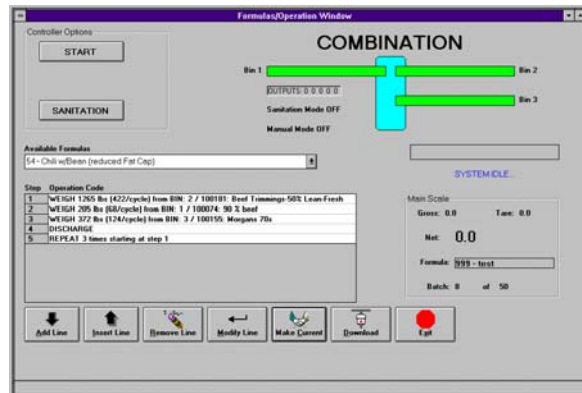 Formulas/Operation Window
Controller Options
START
SANITATION
COMBINATION
Bin 1
Bin 2
Bin 3
OUTPUTS: 0 0 0 0 0
Sanitation Mode OFF
Manual Mode OFF
Available Formulas
54 - Chili w/Bean (reduced Fat Cap)
SYSTEM IDLE...
Step Operation Code
1 WEIGH 1265 lbs (422/cycle) from BIN: 2 / 100181: Beef Trimmings-50% Lean-Fresh
2 WEIGH 205 lbs (68/cycle) from BIN: 1 / 100074: 90 % beef
3 WEIGH 372 lbs (124/cycle) from BIN: 3 / 100155: Morgans 70s
4 DISCHARGE
5 REPEAT 3 times starting at step 1
Main Scale
Gross: 0.0 Tare: 0.0
Net: 0.0
Formula: 999 - test
Batch: 8 of 50
Add Line
Insert Line
Remove Line
Modify Line
Make Current
Download
Exit